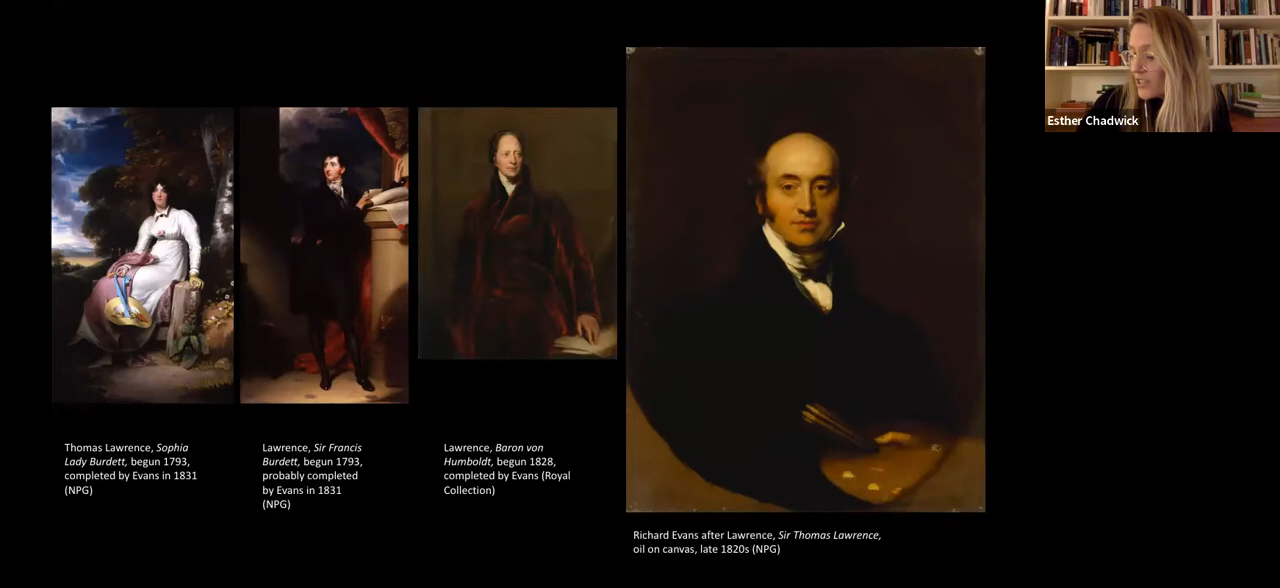 Esther Chadwick
Thomas Lawrence, Sophia
Lady Burdett, begun 1793,
completed by Evans in 1831
(NPG)
Lawrence, Sir Francis
Burdett, begun 1793,
probably completed
by Evans in 1831
(NPG)
Lawrence, Baron von
Humboldt, begun 1828,
completed by Evans (Royal
Collection)
Richard Evans after Lawrence, Sir Thomas Lawrence,
oil on canvas, late 1820s (NPG)